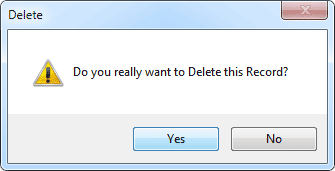 Delete
Do you really want to Delete this Record?
Yes
No